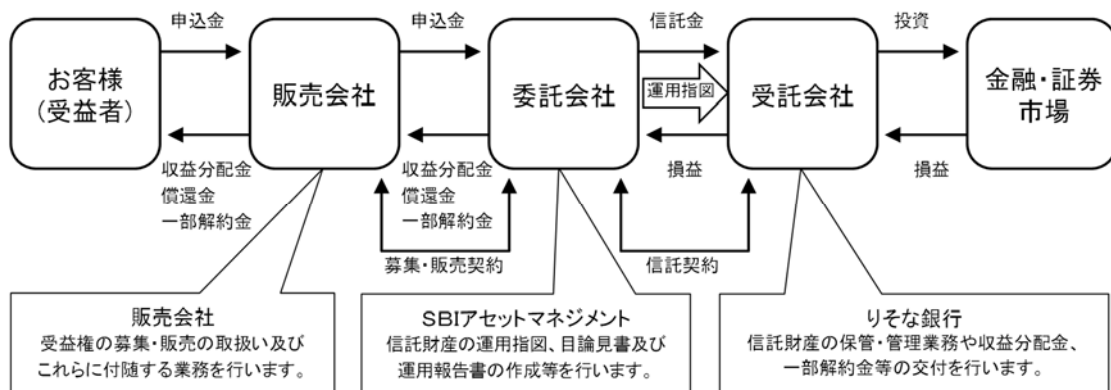 申込金
申込金
信託金
投資
お客様
(受益者)
販売会社
委託会社
運用指図
受託会社
金融・証券
市場
収益分配金
償還金
一部解約金
収益分配金
償還金
一部解約金
損益
損益
募集・販売契約
信託契約
販売会社
受益権の募集・販売の取扱い及び
これらに付随する業務を行います。
SBIアセットマネジメント
信託財産の運用指図、目論見書及び
運用報告書の作成等を行います。
りそな銀行
信託財産の保管・管理業務や収益分配金、
一部解約金等の交付を行います。